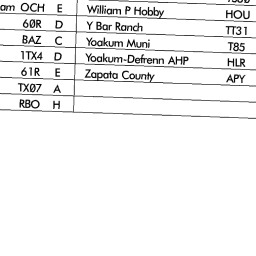 am OCH E William P Hobby HOU
60R D Y Bar Ranch TT31
BAZ C Yoakum Muni T85
1TX4 D Yoakum-Defrenn AHP HLR
61R E Zapata County APY
TX07 A
RBO H